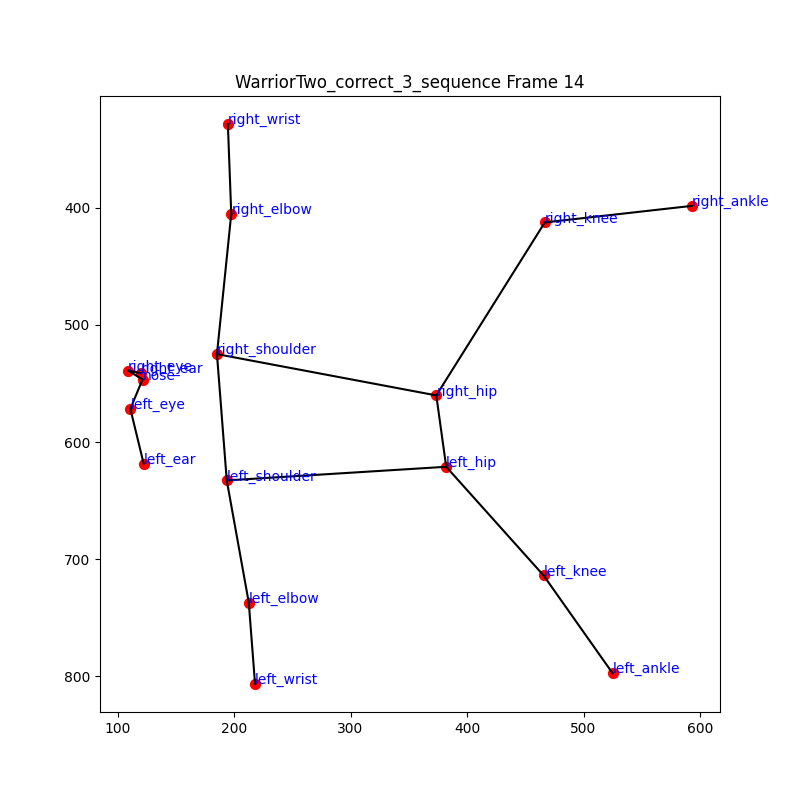 WarriorTwo_correct_3_sequence Frame 14
right_wrist
400
right_ankle
right_elbow
right_knee
500
right_shoulder
right_eye
right_ear
nose
right_hip
left_eye
600
left_ear
left_hip
left_shoulder
700
left_knee
left_elbow
left_ankle
800
left_wrist
100 200 300 400 500 600